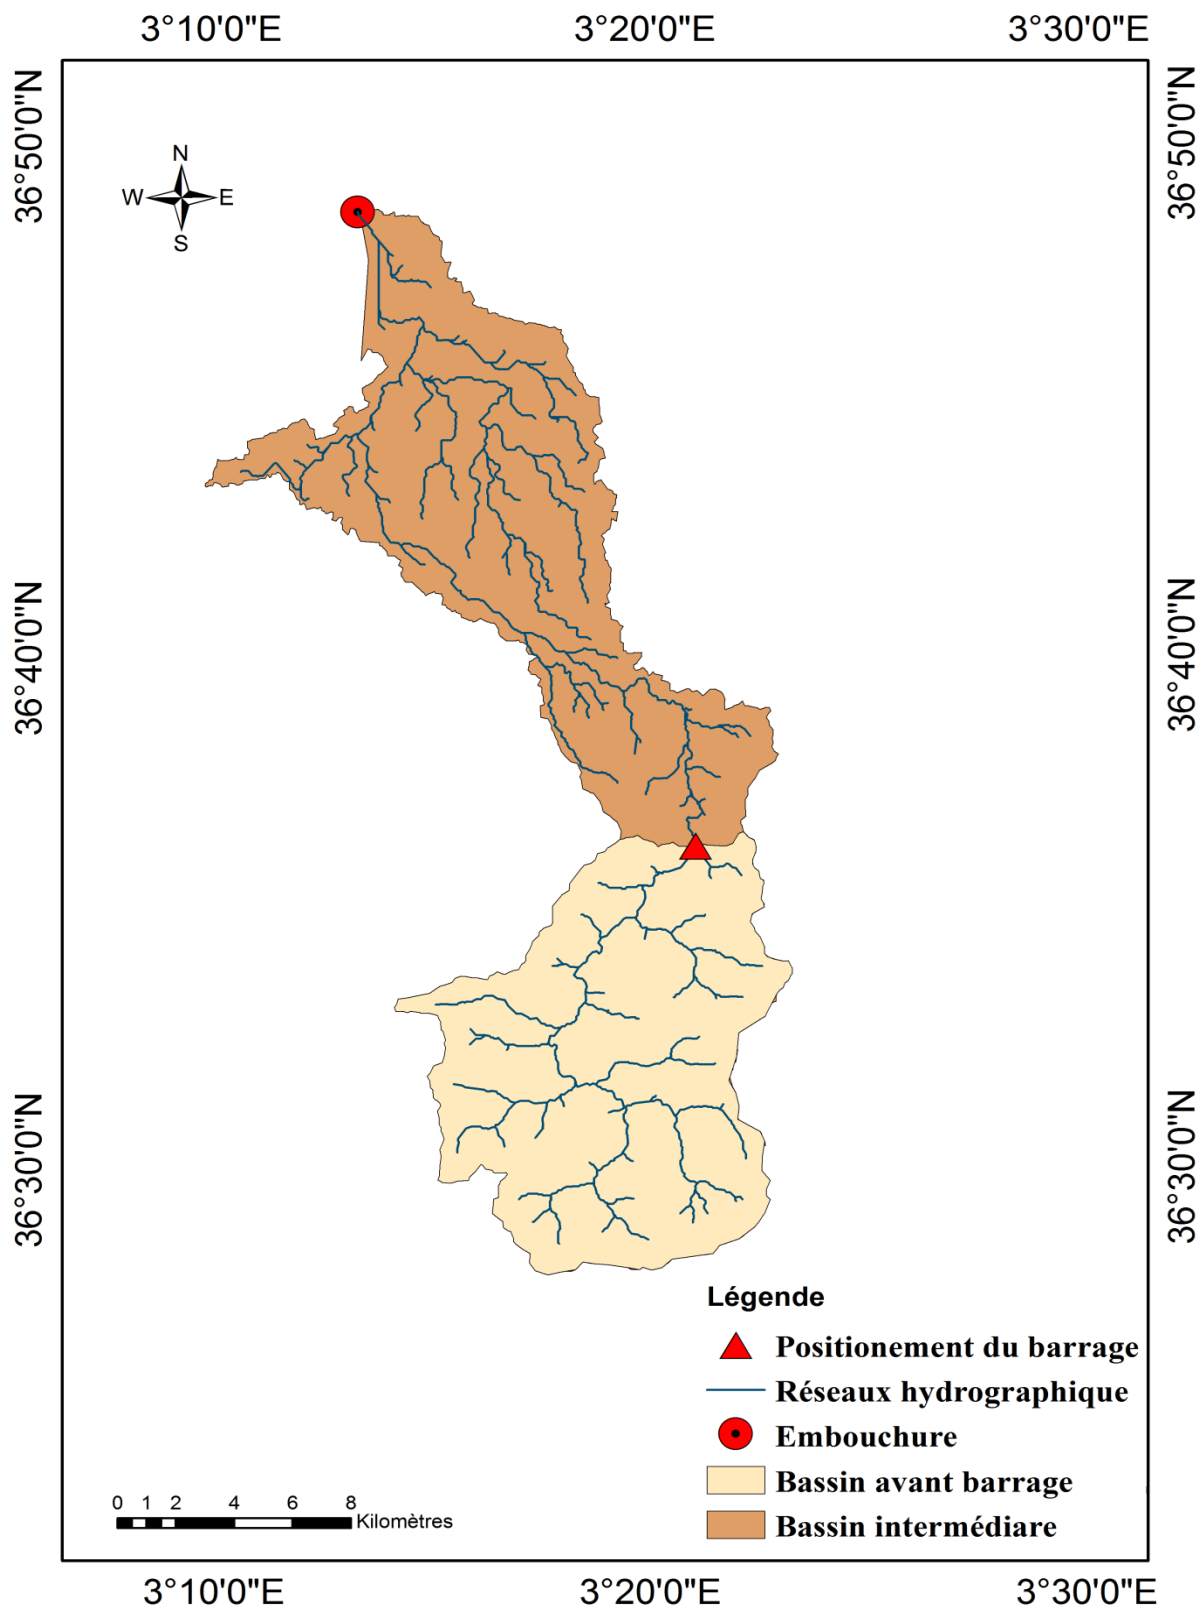 3°10'0"E 3°20'0"E 3°30'0"E
36°50'0"N 36°50'0"N
N
W E
S
36°40'0"N 36°40'0"N
36°30'0"N 36°30'0"N
Légende
Positionement du barrage
Réseaux hydrographique
Embouchure
Bassin avant barrage
Bassin intermédiare
0 1 2 4 6 8
Kilomètres
3°10'0"E 3°20'0"E 3°30'0"E